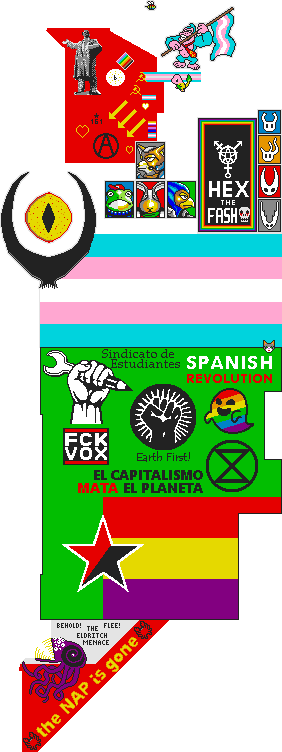 HEX
THE
FASH
Sindicato de
Estudiantes
SPANISH
REVOLUTION
FCK
VOX
Earth First!
EL CAPITALISMO
MATA EL PLANETA
BEHOLD! THE FLEE!
ELDRITCH
MENACE
the NAP is gone